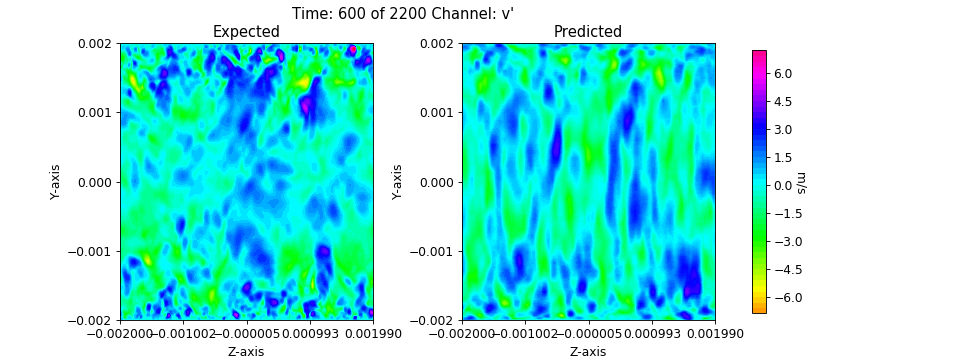 Time: 600 of 2200 Channel: v'
Expected
Predicted
0.002
0.001
0.000
−0.001
−0.002
Y-axis
−0.002000 −0.001002 −0.000005 0.000993 0.001990
Z-axis
0.002
0.001
0.000
−0.001
−0.002
Y-axis
−0.002000 −0.001002 −0.000005 0.000993 0.001990
Z-axis
6.0
4.5
3.0
1.5
0.0
−1.5
−3.0
−4.5
−6.0
m/s